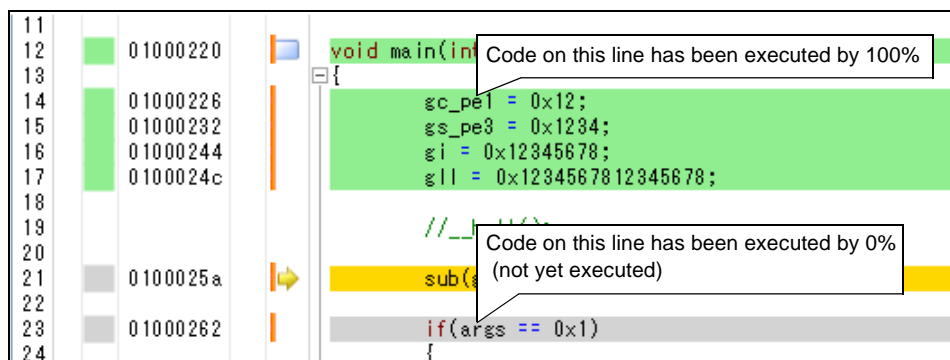 11
12 01000220 void main(int
Code on this line has been executed by 100%
13 {
14 01000226 gc_pe1 = 0x12;
15 01000232 gs_pe3 = 0x1234;
16 01000244 gi = 0x12345678;
17 0100024c gll = 0x1234567812345678;
18
19
Code on this line has been executed by 0%
(not yet executed)
20
21 0100025a sub(
22
23 01000262 if(args == 0x1)
24 {